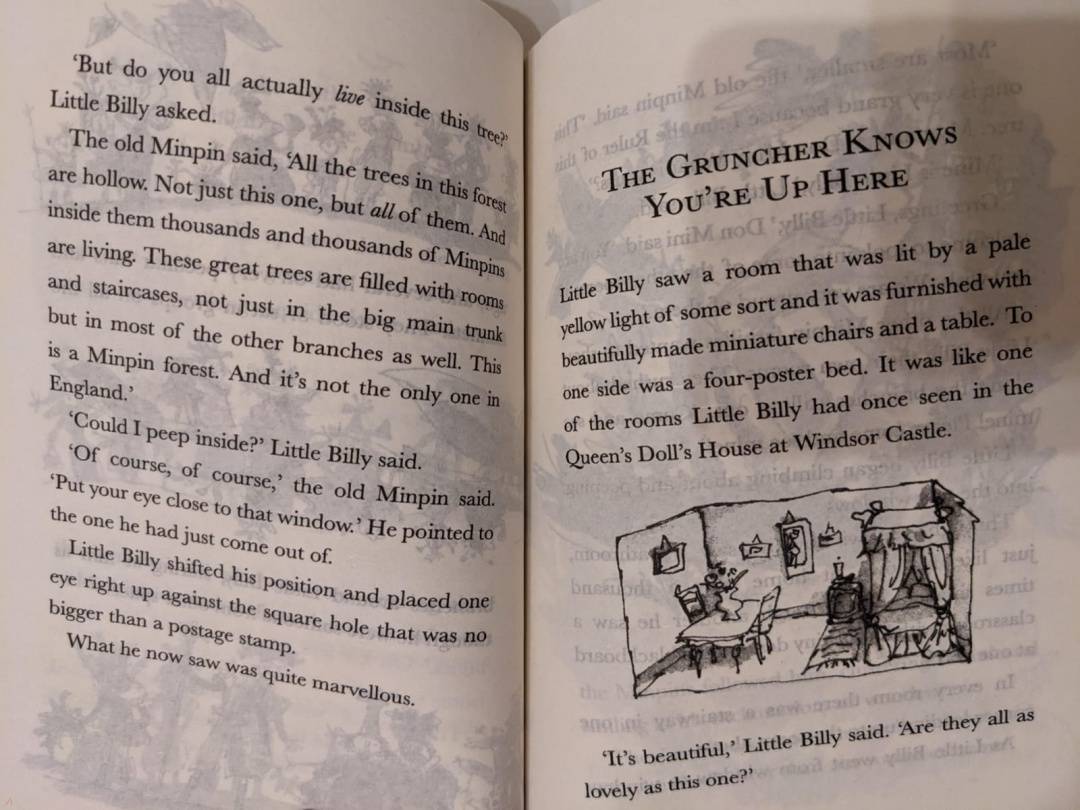 ‘But do you all actually live inside this tree?’
Little Billy asked.
The old Minpin said, ‘All the trees in this forest
are hollow. Not just this one, but all of them. And
inside them thousands and thousands of Minpins
are living. These great trees are filled with rooms
and staircases, not just in the big main trunk
but in most of the other branches as well. This
is a Minpin forest. And it’s not the only one in
England.’
‘Could I peep inside?’ Little Billy said.
‘Of course, of course,’ the old Minpin said.
‘Put your eye close to that window.’ He pointed to
the one he had just come out of.
Little Billy shifted his position and placed one
eye right up against the square hole that was no
bigger than a postage stamp.
What he now saw was quite marvellous.
The Gruncher Knows
You’re Up Here
Little Billy saw a room that was lit by a pale
yellow light of some sort and it was furnished with
beautifully made miniature chairs and a table. To
one side was a four-poster bed. It was like one
of the rooms Little Billy had once seen in the
Queen’s Doll’s House at Windsor Castle.
‘It’s beautiful,’ Little Billy said. ‘Are they all as
lovely as this one?’